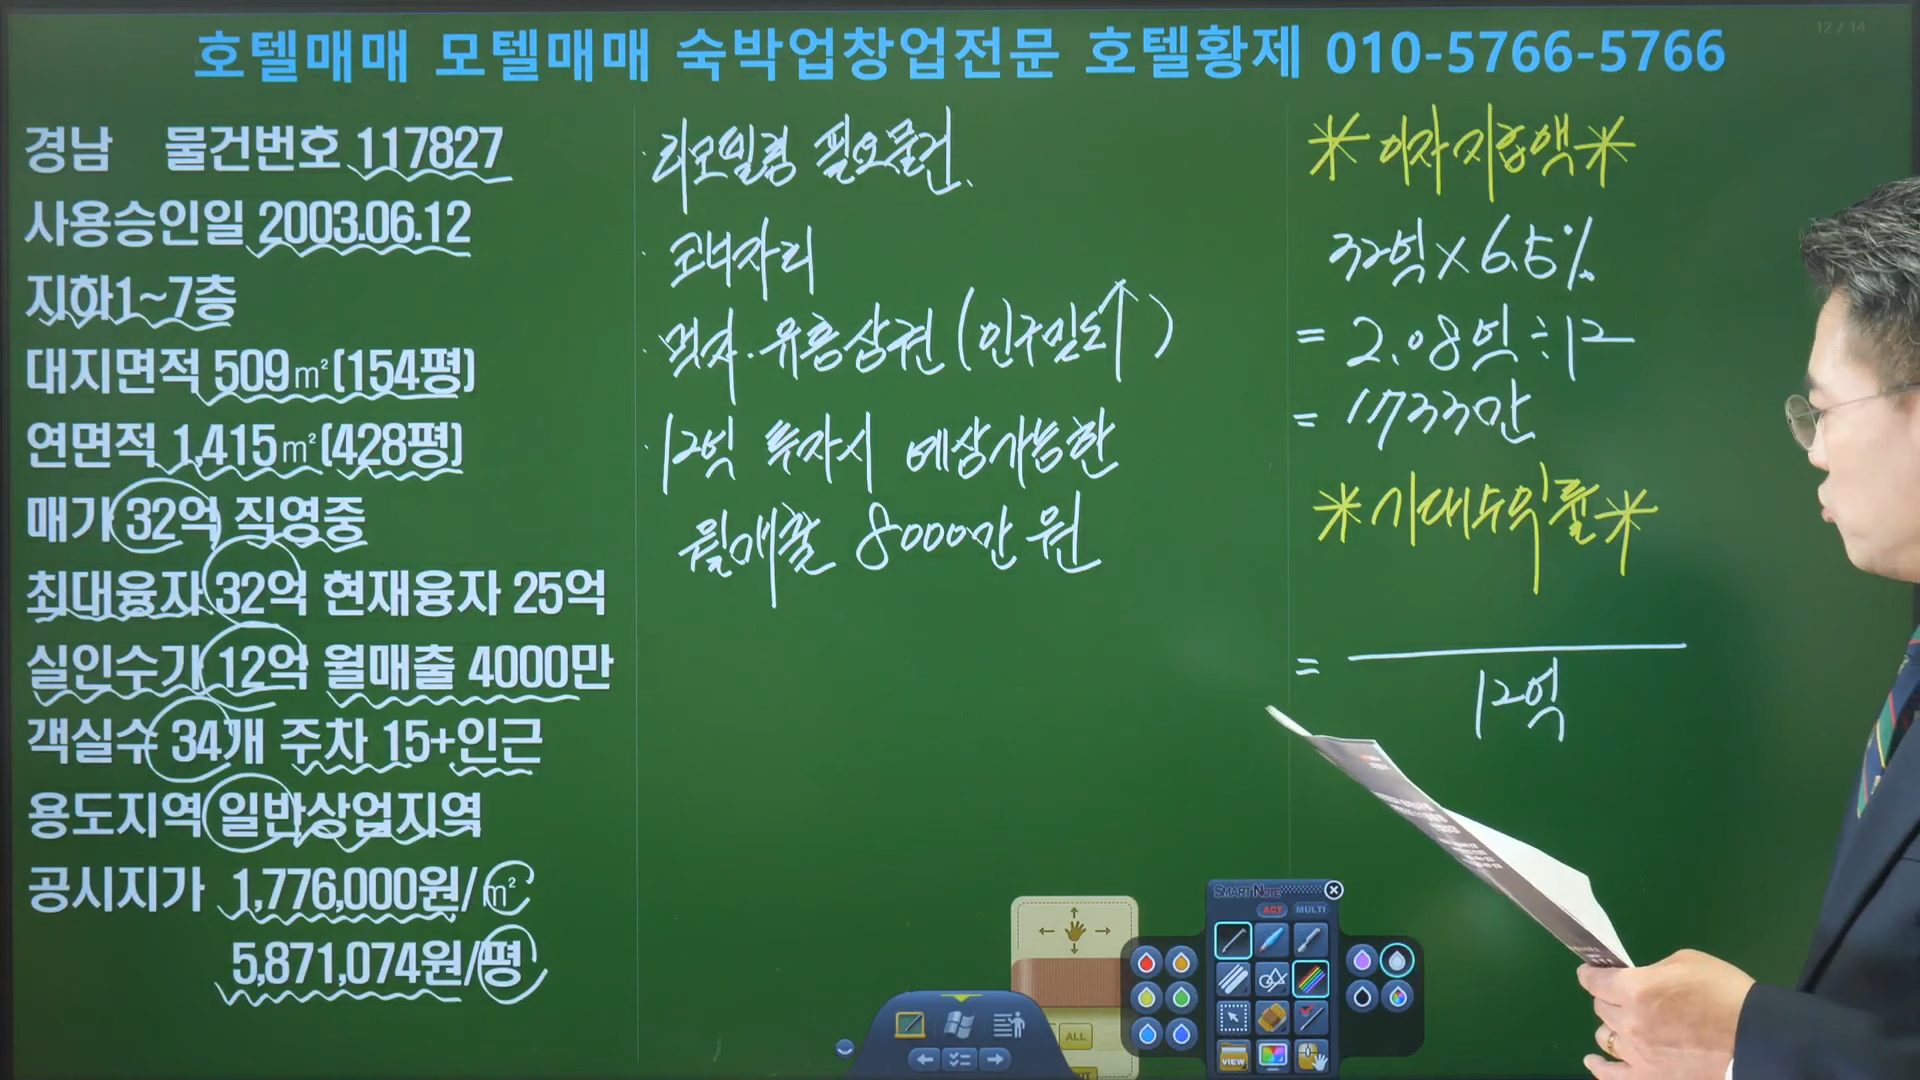 호텔매매 모텔매매 숙박업창업전문 호텔황제 010-5766-5766
12 / 14
경남 물건번호 117827
사용승인일 2003.06.12
지하1~7층
대지면적 509㎡(154평)
연면적 1,415㎡(428평)
매가 32억 직영중
최대융자 32억 현재융자 25억
실인수가 12억 월매출 4000만
객실수 34개 주차 15+인근
용도지역 일반상업지역
공시지가 1,776,000원/㎡
5,871,074원/평
· 리모델링 필요물건.
· 코너자리
· 먹자·유흥상권 (인구밀도↑)
· 12억 투자시 예상가능한
월매출 8000만원
* 이자지출액 *
32억 × 6.5%
= 2.08억 ÷ 12
= 1733만
* 기대수익률 *
=
12억
SMART NOTE
ACT MULTI
VIEW
ALL